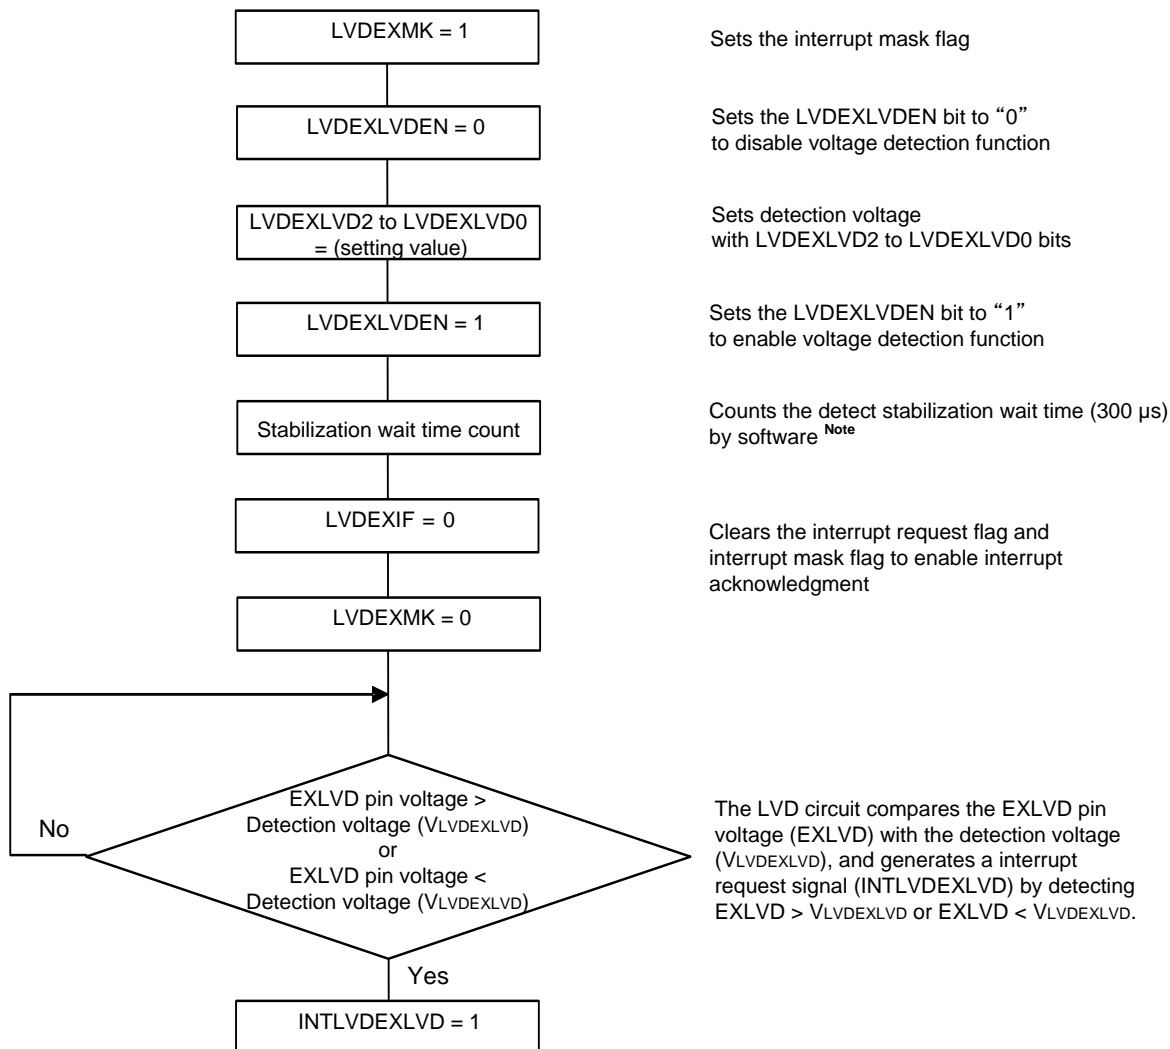 LVDEXMK = 1
Sets the interrupt mask flag
LVDEXLVDEN = 0
Sets the LVDEXLVDEN bit to “0”
to disable voltage detection function
LVDEXLVD2 to LVDEXLVD0
= (setting value)
Sets detection voltage
with LVDEXLVD2 to LVDEXLVD0 bits
LVDEXLVDEN = 1
Sets the LVDEXLVDEN bit to “1”
to enable voltage detection function
Stabilization wait time count
Counts the detect stabilization wait time (300 µs)
by software Note
LVDEXIF = 0
Clears the interrupt request flag and
interrupt mask flag to enable interrupt
acknowledgment
LVDEXMK = 0
EXLVD pin voltage >
Detection voltage (VLVDEXLVD)
or
EXLVD pin voltage <
Detection voltage (VLVDEXLVD)
No
The LVD circuit compares the EXLVD pin
voltage (EXLVD) with the detection voltage
(VLVDEXLVD), and generates a interrupt
request signal (INTLVDEXLVD) by detecting
EXLVD > VLVDEXLVD or EXLVD < VLVDEXLVD.
Yes
INTLVDEXLVD = 1